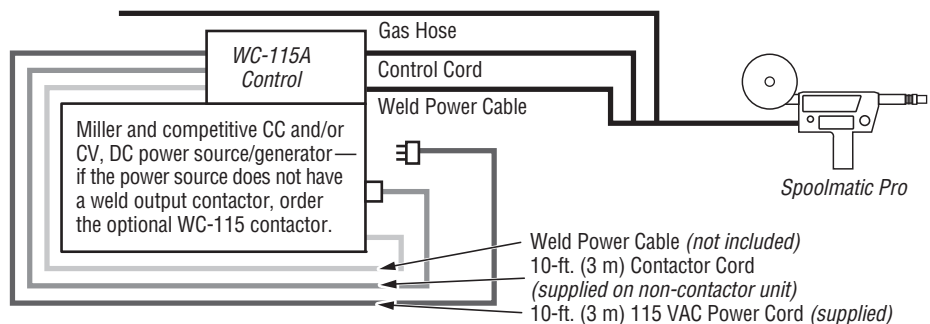 Gas Hose
WC-115A
Control
Control Cord
Weld Power Cable
Miller and competitive CC and/or
CV, DC power source/generator—
if the power source does not have
a weld output contactor, order
the optional WC-115 contactor.
Spoolmatic Pro
Weld Power Cable (not included)
10-ft. (3 m) Contactor Cord
(supplied on non-contactor unit)
10-ft. (3 m) 115 VAC Power Cord (supplied)